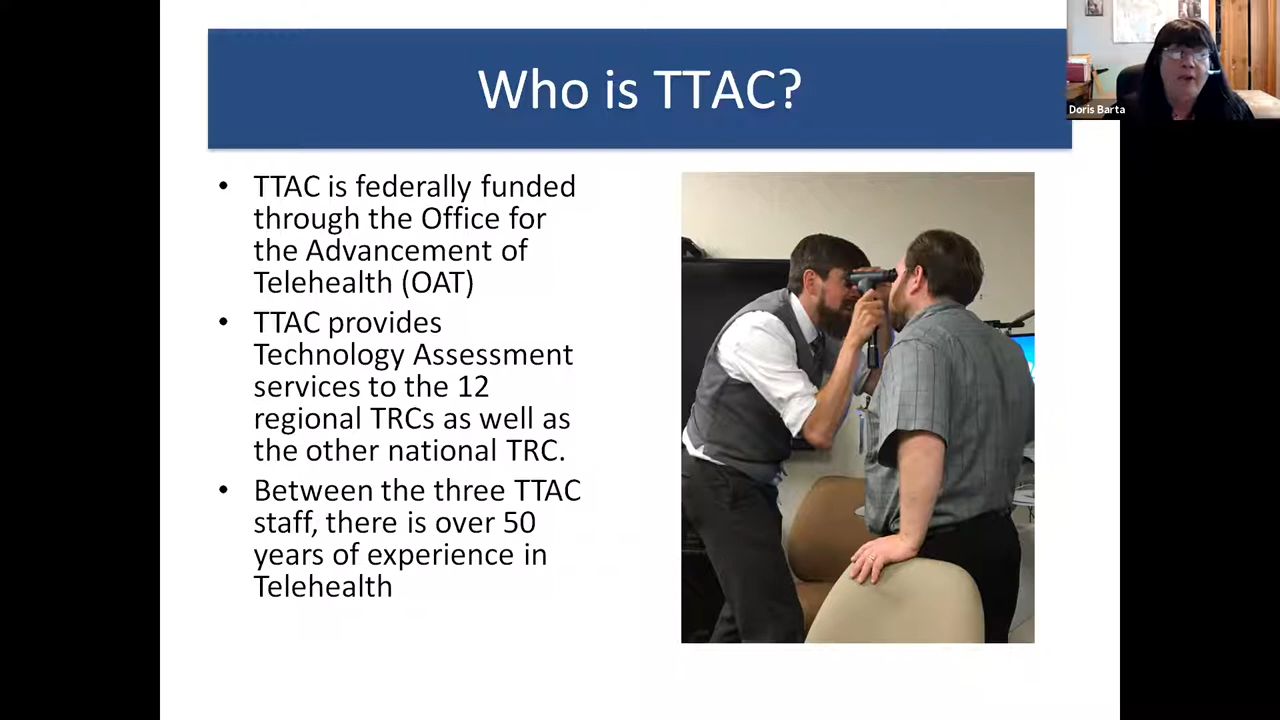 Who is TTAC?
Doris Barta
• TTAC is federally funded
through the Office for
the Advancement of
Telehealth (OAT)
• TTAC provides
Technology Assessment
services to the 12
regional TRCs as well as
the other national TRC.
• Between the three TTAC
staff, there is over 50
years of experience in
Telehealth